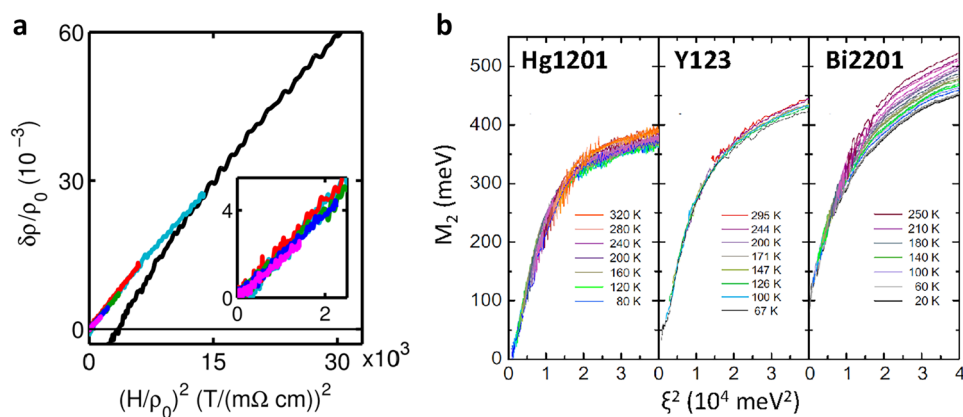 a
60
30
0
δρ/ρ₀ (10⁻³)
0
15
30
×10³
(H/ρ₀)² (T/(mΩ cm))²
4
0
0
2
b
Hg1201
Y123
Bi2201
500
400
300
200
100
0
M₂ (meV)
320 K
280 K
240 K
200 K
160 K
120 K
80 K
295 K
244 K
200 K
171 K
147 K
126 K
100 K
67 K
250 K
210 K
180 K
140 K
100 K
60 K
20 K
0 1 2 3 0 1 2 3 0 1 2 3 4
ξ² (10⁴ meV²)